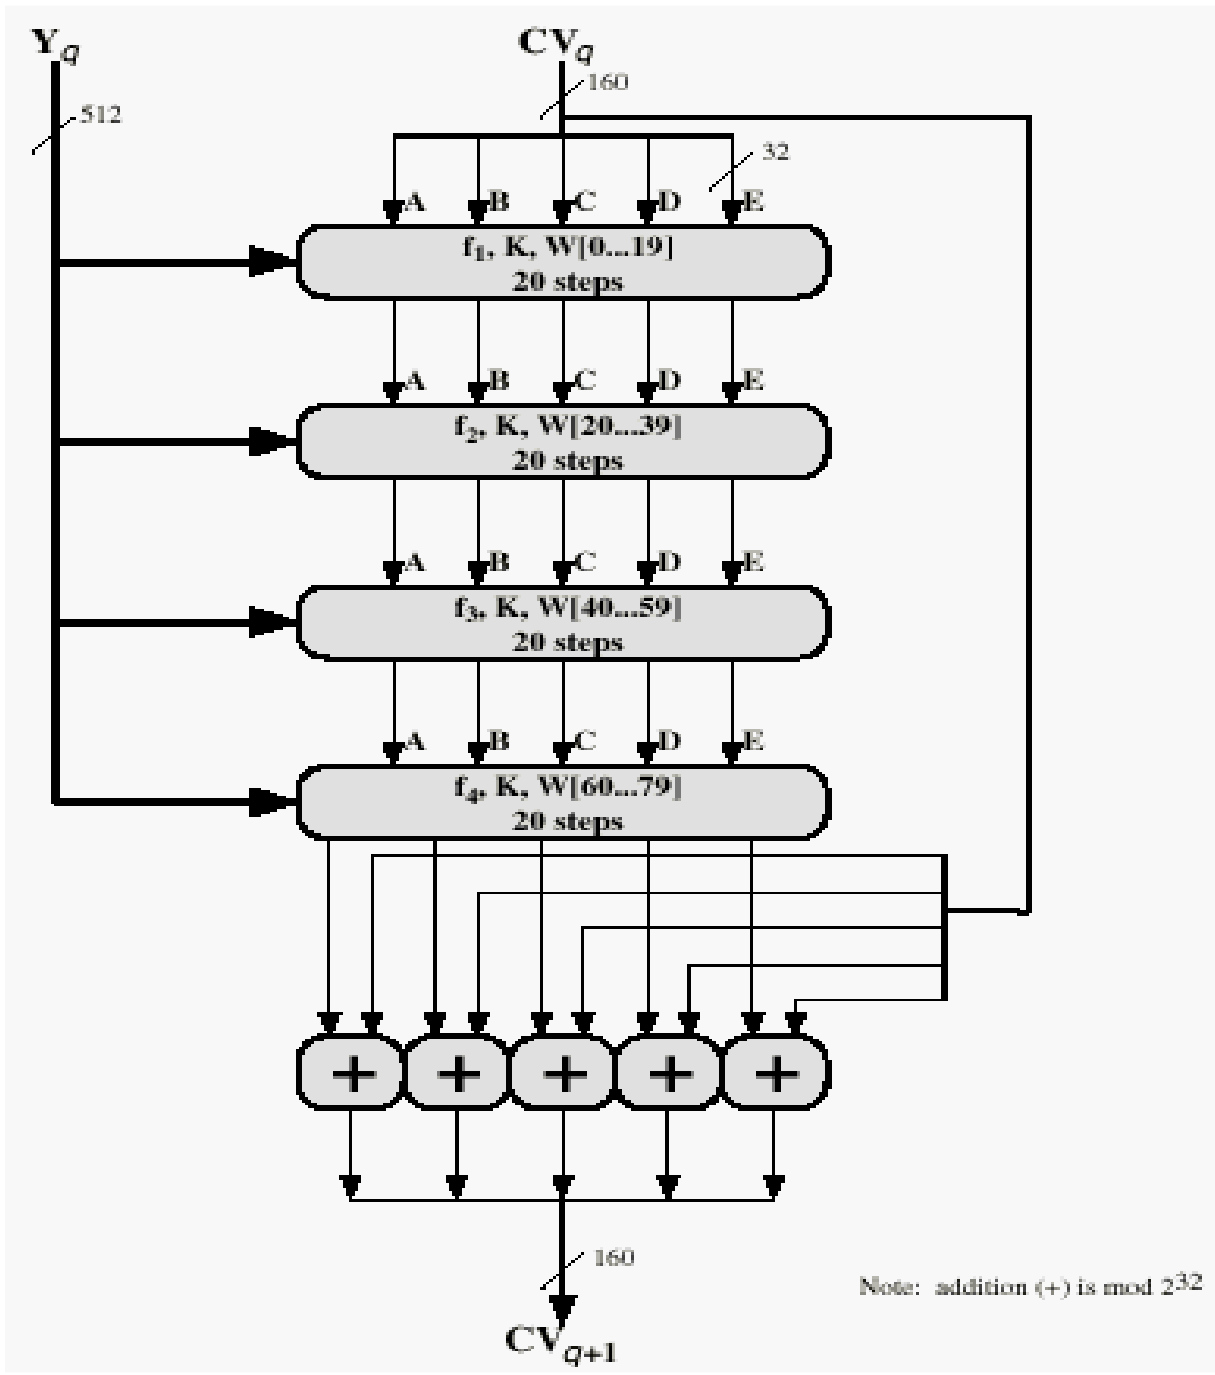 Yq
CVq
160
512
32
A B C D E
f1, K, W[0...19]
20 steps
A B C D E
f2, K, W[20...39]
20 steps
A B C D E
f3, K, W[40...59]
20 steps
A B C D E
f4, K, W[60...79]
20 steps
+ + + + +
160
Note: addition (+) is mod 2^32
CVq+1